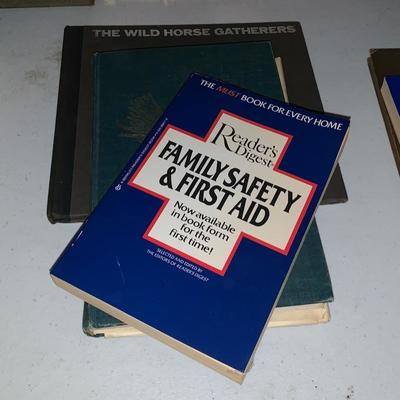 THE WILD HORSE GATHERERS
THE MUST BOOK FOR EVERY HOME
Reader's
Digest
FAMILY SAFETY
& FIRST AID
Now available
in book form
for the
first time!
SELECTED AND EDITED BY
THE EDITORS OF READER'S DIGEST